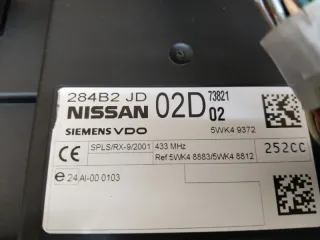 284B2 JD 02D 73821
NISSAN 02
SIEMENS VDO 5WK4 9372
CE SPLS/RX-9/2001 433 MHz 252CC
Ref 5WK4 8883/5WK4 8812
e 24 AI-00 0103